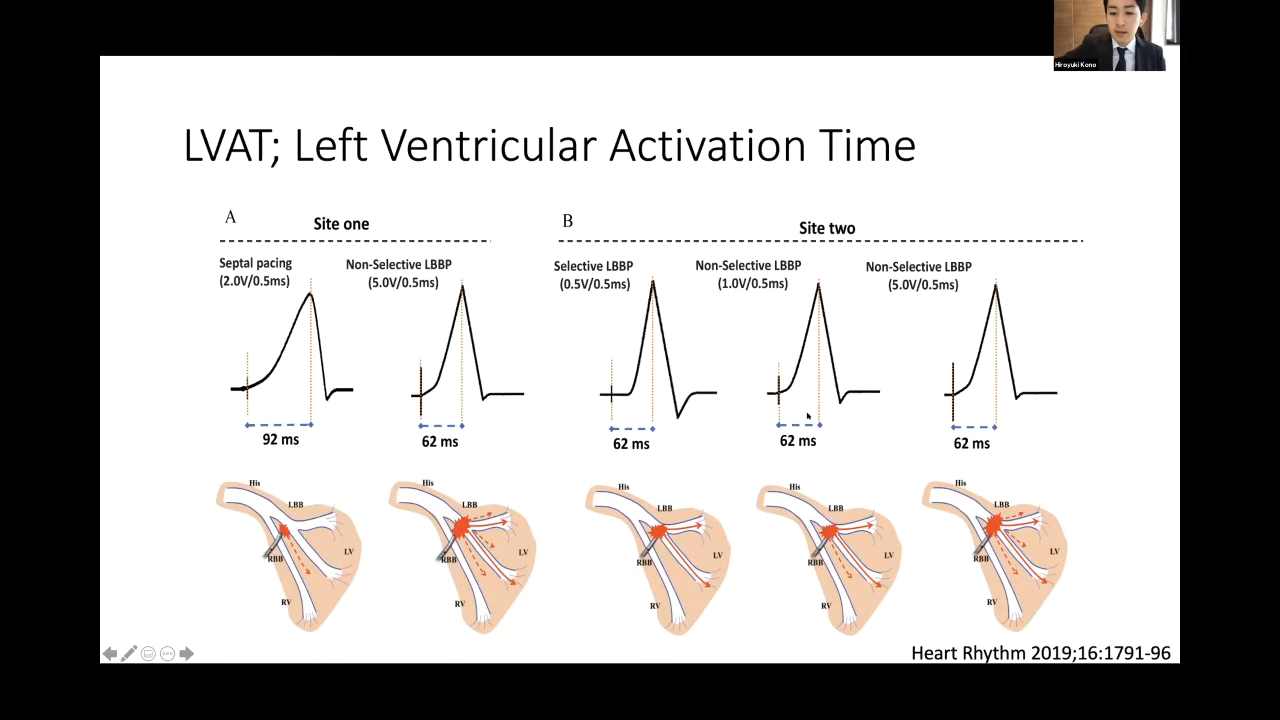 Hiroyuki Kono
LVAT; Left Ventricular Activation Time
A
Site one
B
Site two
Septal pacing
(2.0V/0.5ms)
Non-Selective LBBP
(5.0V/0.5ms)
Selective LBBP
(0.5V/0.5ms)
Non-Selective LBBP
(1.0V/0.5ms)
Non-Selective LBBP
(5.0V/0.5ms)
92 ms
62 ms
62 ms
62 ms
62 ms
His
LBB
RBB
LV
RV
His
LBB
RBB
LV
RV
His
LBB
RBB
LV
RV
His
LBB
RBB
LV
RV
His
LBB
RBB
LV
RV
Heart Rhythm 2019;16:1791-96